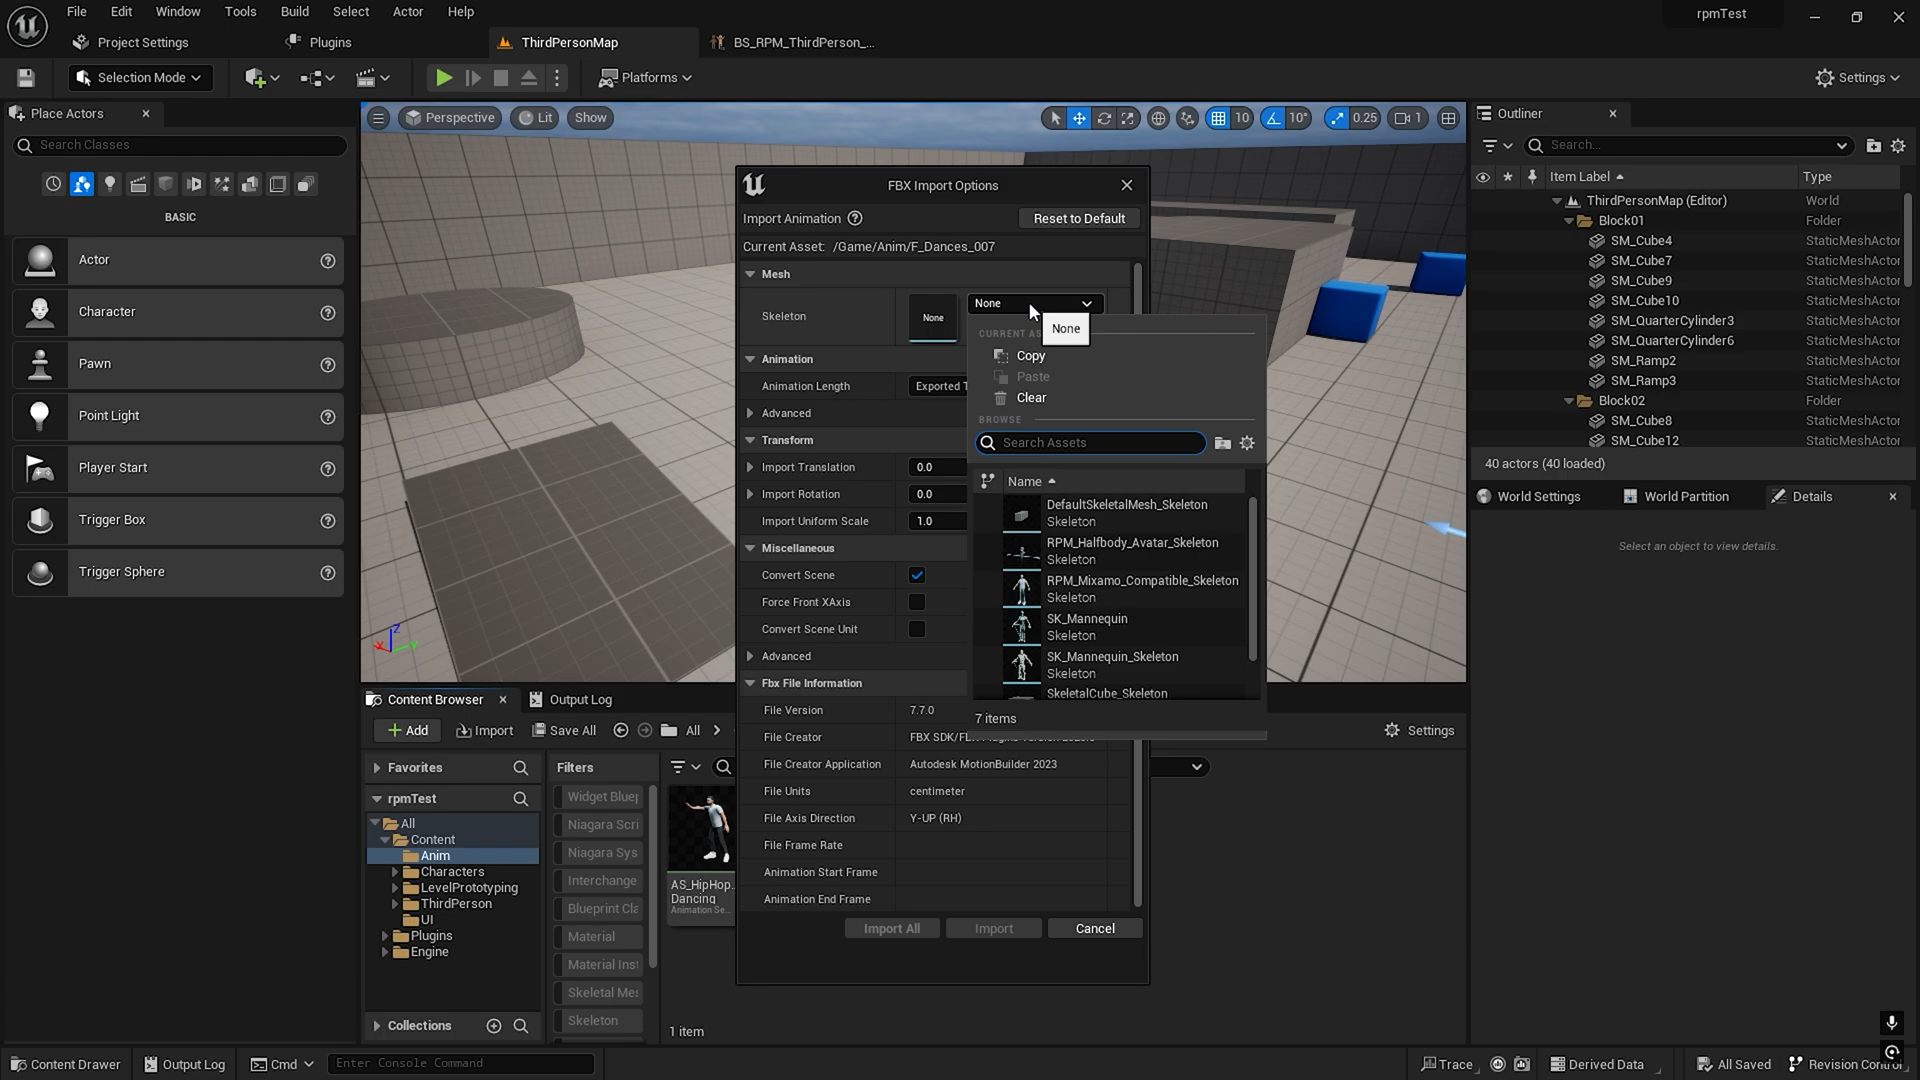 File Edit Window Tools Build Select Actor Help
rpmTest
Project Settings
Plugins
ThirdPersonMap
BS_RPM_ThirdPerson_...
Selection Mode
Platforms
Settings
Place Actors
Search Classes
BASIC
Actor
Character
Pawn
Point Light
Player Start
Trigger Box
Trigger Sphere
Perspective
Lit
Show
10
10°
0.25
1
Z
X
Y
FBX Import Options
Import Animation
Reset to Default
Current Asset: /Game/Anim/F_Dances_007
Mesh
Skeleton
None
None
None
CURRENT AS
Copy
Paste
Clear
BROWSE
Search Assets
Name
DefaultSkeletalMesh_Skeleton
Skeleton
RPM_Halfbody_Avatar_Skeleton
Skeleton
RPM_Mixamo_Compatible_Skeleton
Skeleton
SK_Mannequin
Skeleton
SK_Mannequin_Skeleton
Skeleton
SkeletalCube_Skeleton
7 items
Animation
Animation Length
Exported T
Advanced
Transform
Import Translation
0.0
Import Rotation
0.0
Import Uniform Scale
1.0
Miscellaneous
Convert Scene
Force Front XAxis
Convert Scene Unit
Advanced
Fbx File Information
File Version
7.7.0
File Creator
FBX SDK/FBX
File Creator Application
Autodesk MotionBuilder 2023
File Units
centimeter
File Axis Direction
Y-UP (RH)
File Frame Rate
Animation Start Frame
Animation End Frame
Import All
Import
Cancel
Outliner
Search...
Item Label
Type
ThirdPersonMap (Editor)
World
Block01
Folder
SM_Cube4
StaticMeshActor
SM_Cube7
StaticMeshActor
SM_Cube9
StaticMeshActor
SM_Cube10
StaticMeshActor
SM_QuarterCylinder3
StaticMeshActor
SM_QuarterCylinder6
StaticMeshActor
SM_Ramp2
StaticMeshActor
SM_Ramp3
StaticMeshActor
Block02
Folder
SM_Cube8
StaticMeshActor
SM_Cube12
StaticMeshActor
40 actors (40 loaded)
World Settings
World Partition
Details
Select an object to view details.
Content Browser
Output Log
Add
Import
Save All
All
Settings
Favorites
rpmTest
All
Content
Anim
Characters
LevelPrototyping
ThirdPerson
UI
Plugins
Engine
Collections
Filters
Widget Bluep
Niagara Scri
Niagara Sys
Interchange
Blueprint Cla
Material
Material Inst
Skeletal Mes
Skeleton
AS_HipHop...
Dancing
Animation Se...
1 item
Content Drawer
Output Log
Cmd
Enter Console Command
Trace
Derived Data
All Saved
Revision Control